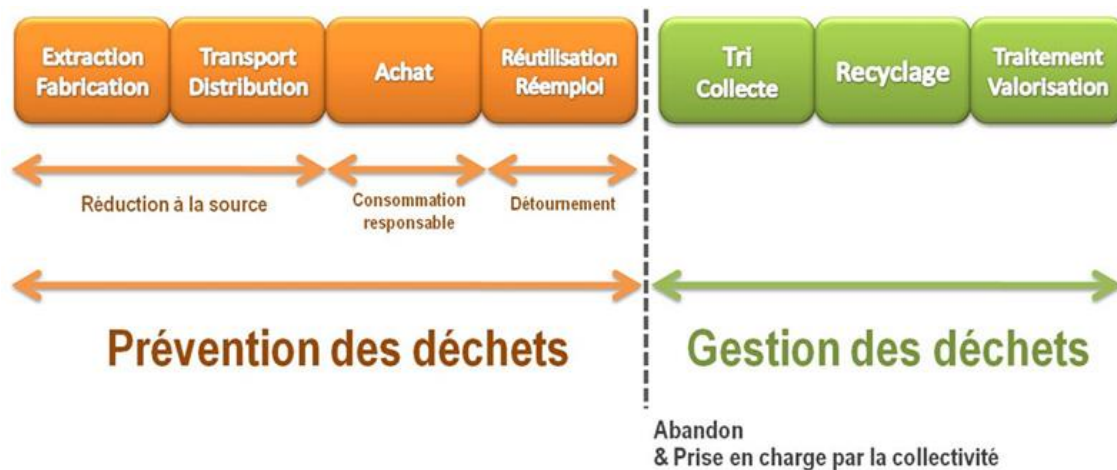 Extraction
Fabrication
Transport
Distribution
Achat
Réutilisation
Réemploi
Tri
Collecte
Recyclage
Traitement
Valorisation
Réduction à la source
Consommation
responsable
Détournement
Prévention des déchets
Gestion des déchets
Abandon
& Prise en charge par la collectivité